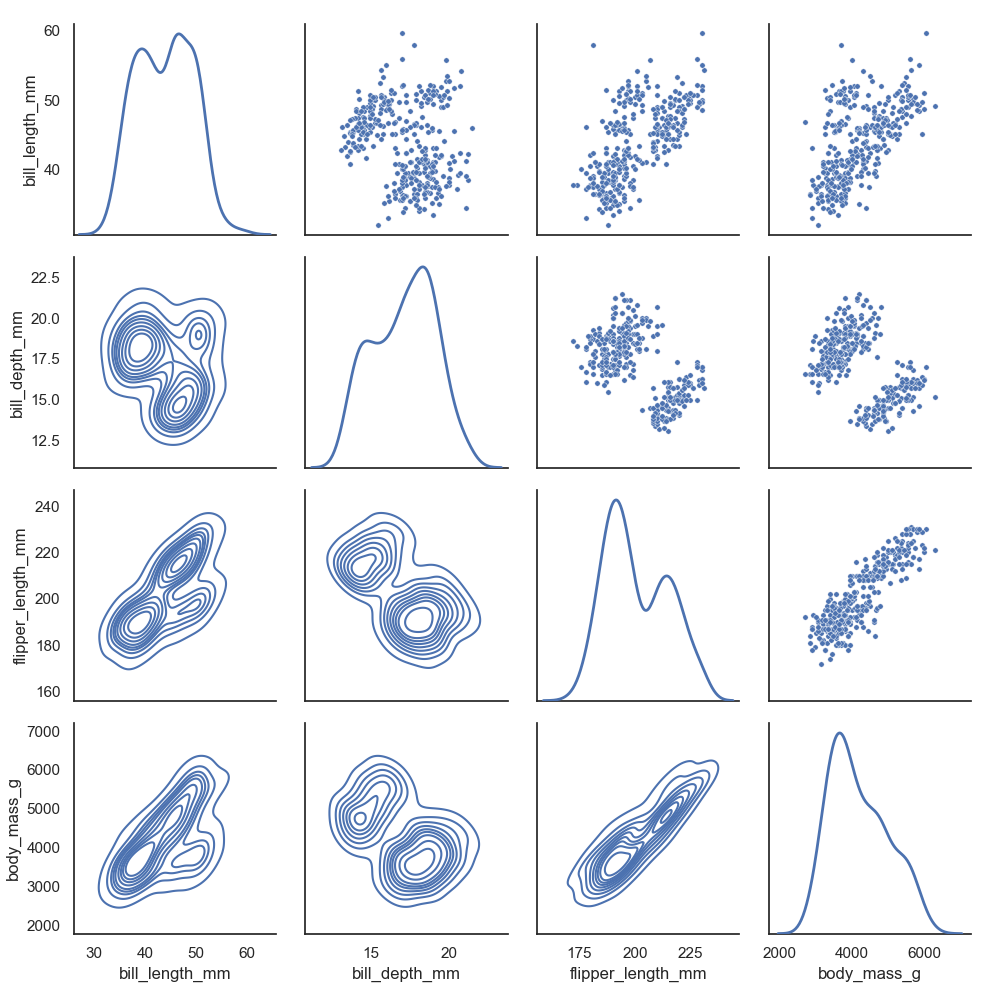 60
50
40
bill_length_mm
22.5
20.0
17.5
15.0
12.5
bill_depth_mm
240
220
200
180
160
flipper_length_mm
7000
6000
5000
4000
3000
2000
body_mass_g
30 40 50 60
15 20
175 200 225
2000 4000 6000
bill_length_mm
bill_depth_mm
flipper_length_mm
body_mass_g